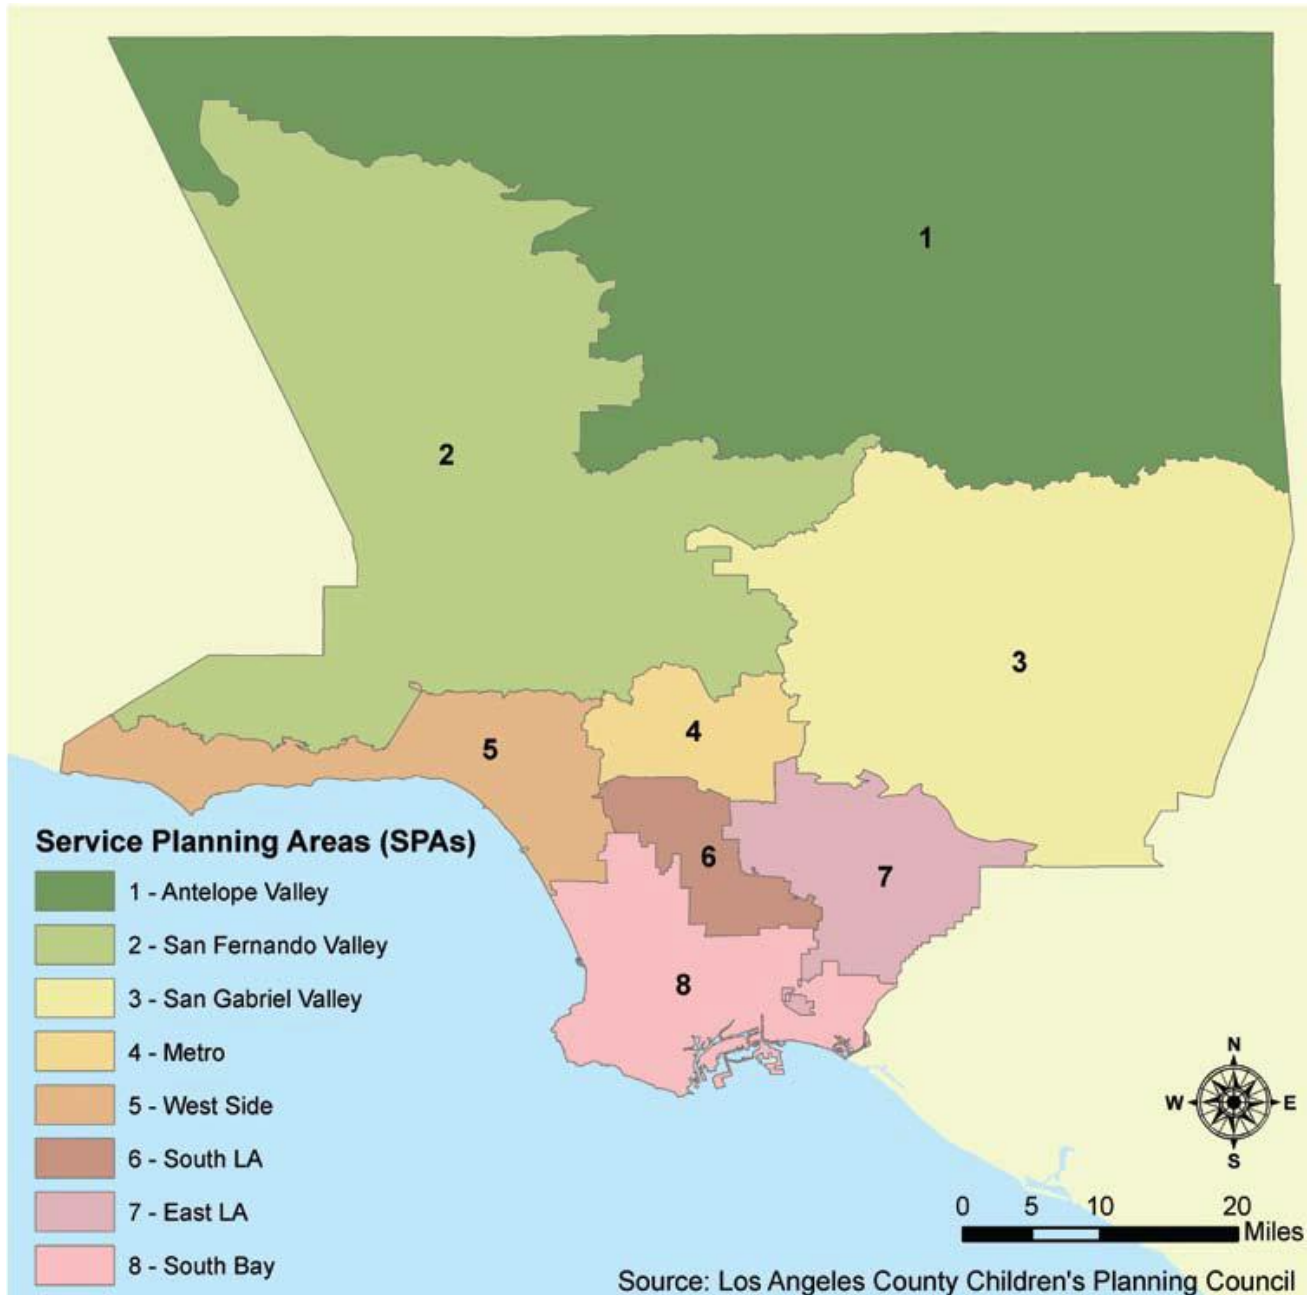 1
2
3
4
5
6
7
8
Service Planning Areas (SPAs)
1 - Antelope Valley
2 - San Fernando Valley
3 - San Gabriel Valley
4 - Metro
5 - West Side
6 - South LA
7 - East LA
8 - South Bay
N
W E
S
0 5 10 20
Miles
Source: Los Angeles County Children's Planning Council